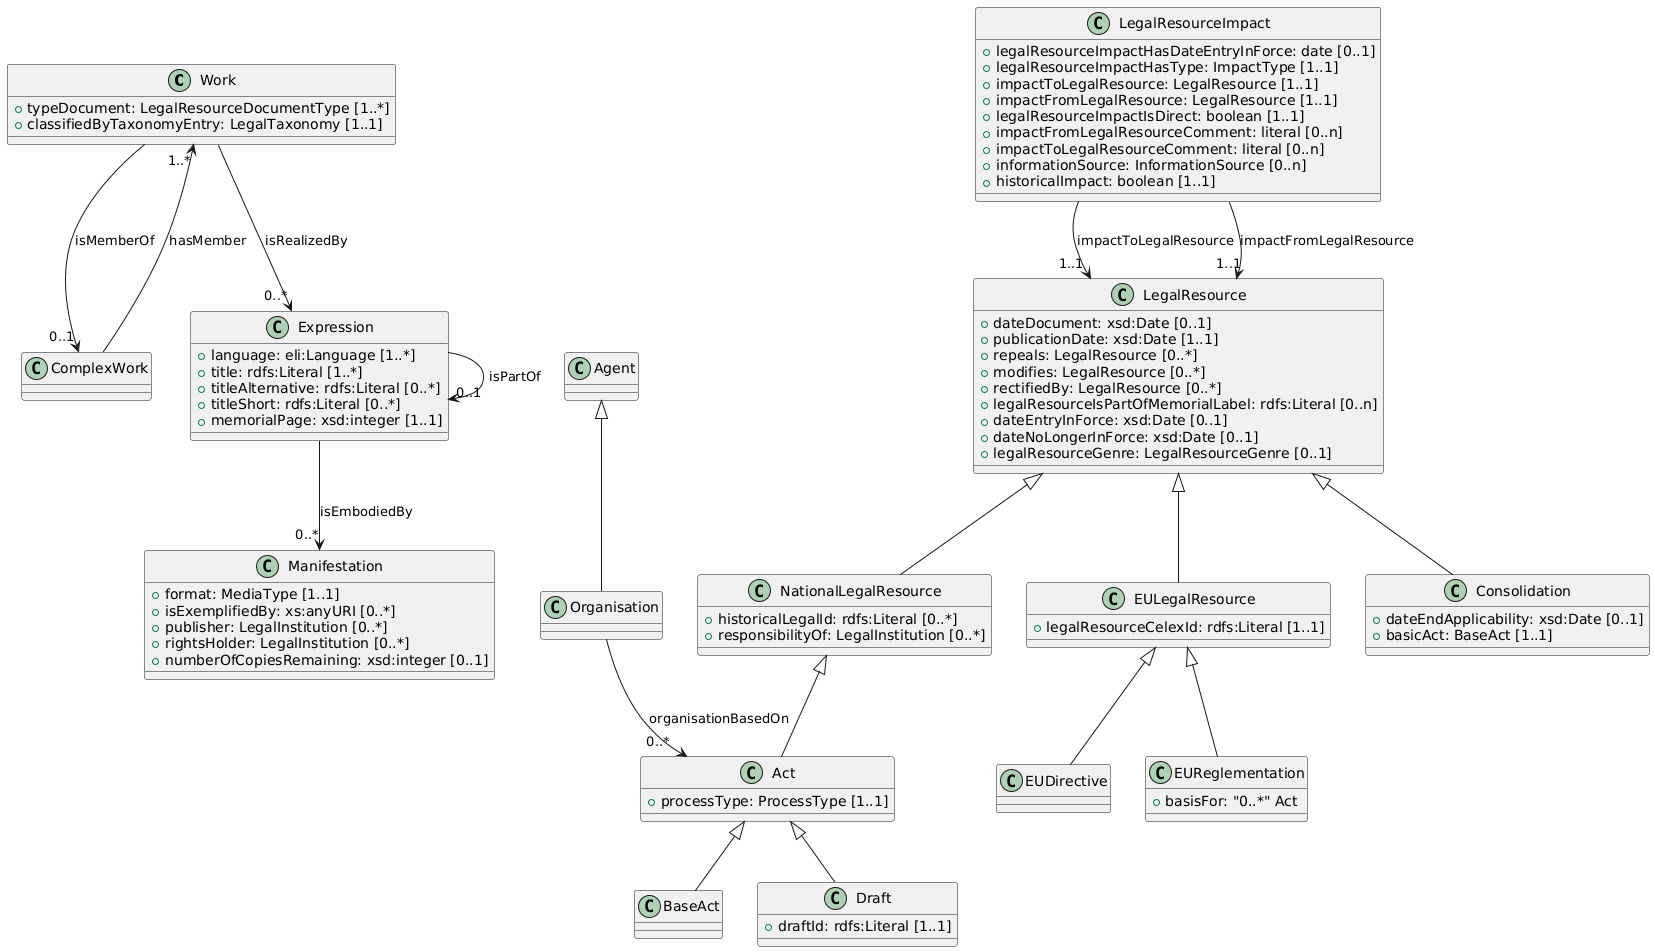 LegalResourceImpact
legalResourceImpactHasDateEntryInForce: date [0..1]
legalResourceImpactHasType: ImpactType [1..1]
impactToLegalResource: LegalResource [1..1]
impactFromLegalResource: LegalResource [1..1]
legalResourceImpactIsDirect: boolean [1..1]
impactFromLegalResourceComment: literal [0..n]
impactToLegalResourceComment: literal [0..n]
informationSource: InformationSource [0..n]
historicalImpact: boolean [1..1]
C Work
typeDocument: LegalResourceDocumentType [1..*]
classifiedByTaxonomyEntry: LegalTaxonomy [1..1]
1..*
isMemberOf
hasMember
isRealizedBy
0..1
0..*
impactToLegalResource
impactFromLegalResource
1..1
1..1
C ComplexWork
C Expression
language: eli:Language [1..*]
title: rdfs:Literal [1..*]
titleAlternative: rdfs:Literal [0..*]
titleShort: rdfs:Literal [0..*]
memorialPage: xsd:integer [1..1]
isPartOf
0..1
C Agent
C LegalResource
dateDocument: xsd:Date [0..1]
publicationDate: xsd:Date [1..1]
repeals: LegalResource [0..*]
modifies: LegalResource [0..*]
rectifiedBy: LegalResource [0..*]
legalResourceIsPartOfMemorialLabel: rdfs:Literal [0..n]
dateEntryInForce: xsd:Date [0..1]
dateNoLongerInForce: xsd:Date [0..1]
legalResourceGenre: LegalResourceGenre [0..1]
isEmbodiedBy
0..*
C Manifestation
format: MediaType [1..1]
isExemplifiedBy: xs:anyURI [0..*]
publisher: LegalInstitution [0..*]
rightsHolder: LegalInstitution [0..*]
numberOfCopiesRemaining: xsd:integer [0..1]
C Organisation
C NationalLegalResource
historicalLegalId: rdfs:Literal [0..*]
responsibilityOf: LegalInstitution [0..*]
C EULegalResource
legalResourceCelexId: rdfs:Literal [1..1]
C Consolidation
dateEndApplicability: xsd:Date [0..1]
basicAct: BaseAct [1..1]
organisationBasedOn
0..*
C Act
processType: ProcessType [1..1]
C EUDirective
C EUReglementation
basisFor: "0..*" Act
C BaseAct
C Draft
draftId: rdfs:Literal [1..1]